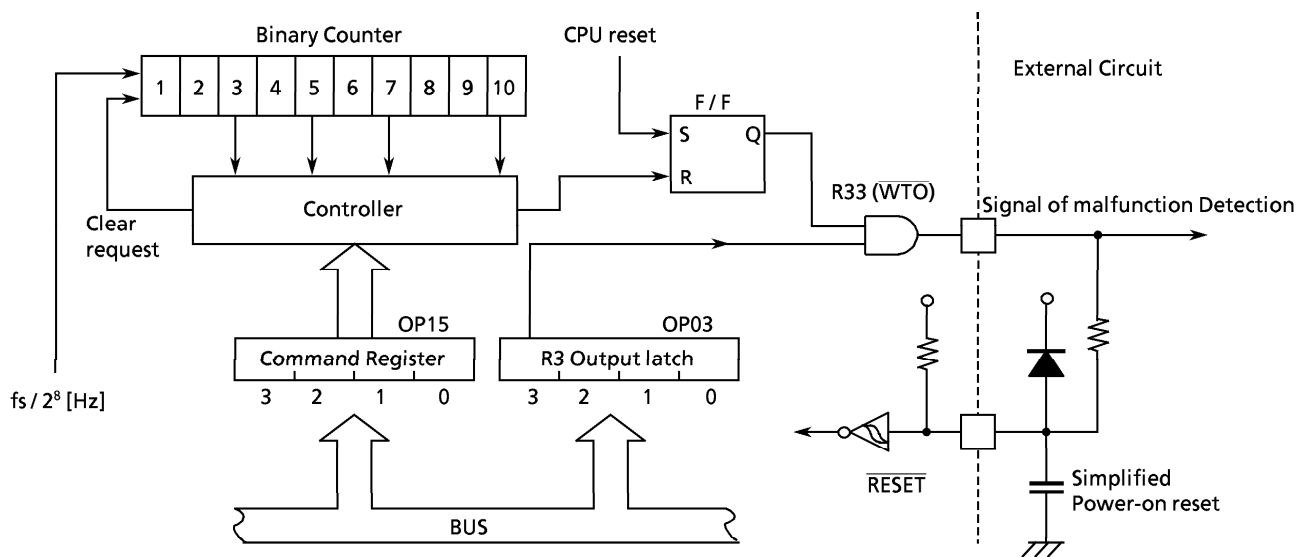 Binary Counter
CPU reset
External Circuit
1 2 3 4 5 6 7 8 9 10
F / F
S Q
R
R33 (W̅T̅O̅)
Controller
Signal of malfunction Detection
Clear
request
OP15
OP03
Command Register
R3 Output latch
3 2 1 0
3 2 1 0
fs / 2⁸ [Hz]
R̅E̅S̅E̅T̅
Simplified
Power-on reset
BUS